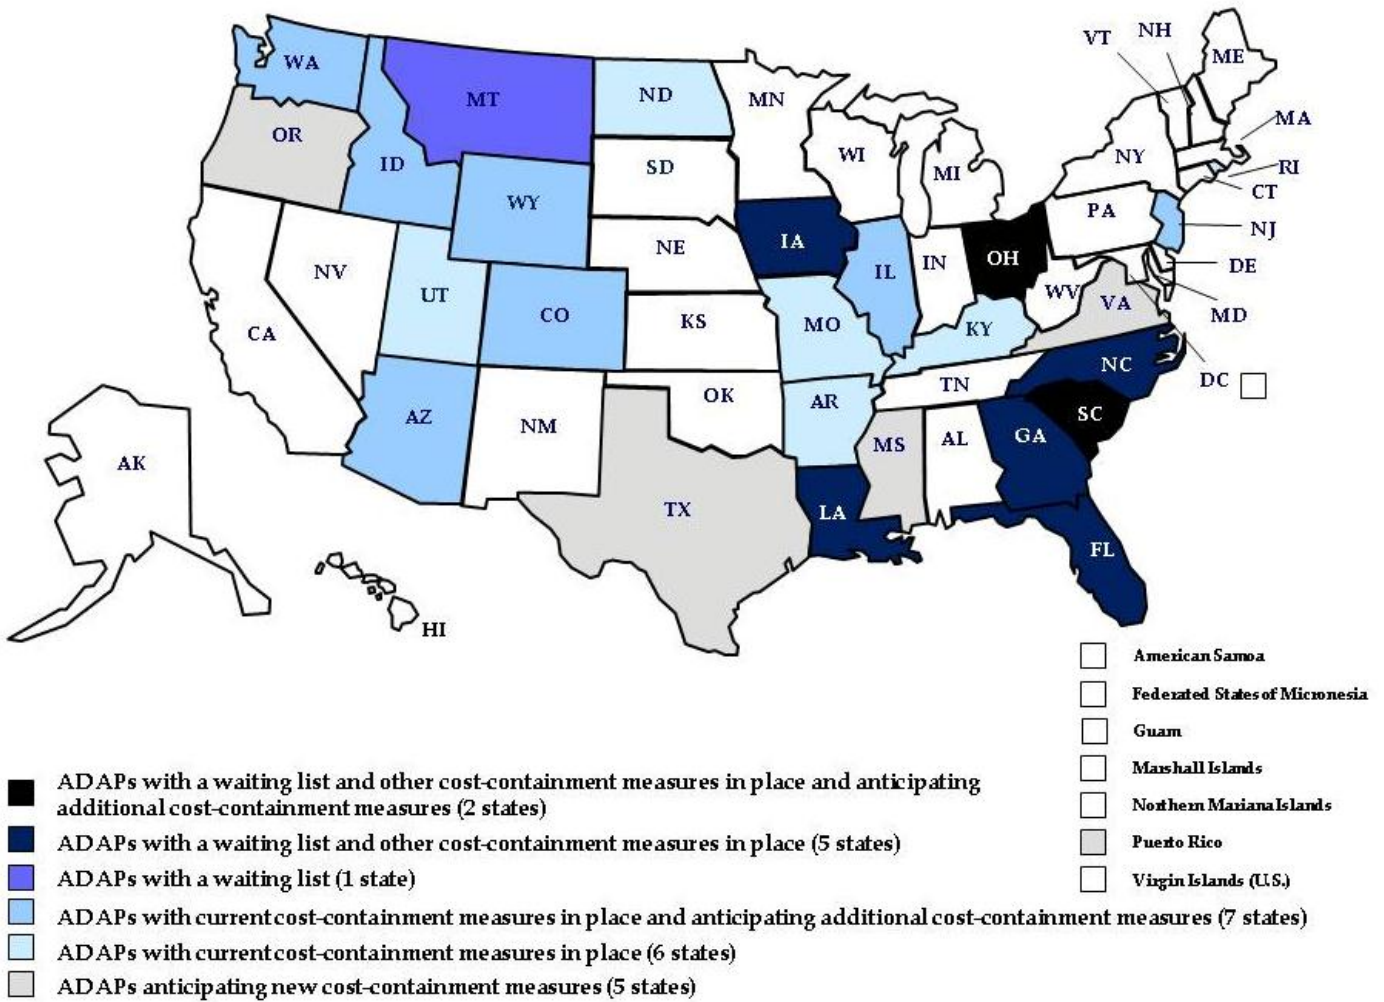 VT
NH
ME
WA
MT
ND
MN
MA
OR
ID
SD
WI
MI
NY
RI
CT
WY
PA
NJ
NE
IA
OH
NV
UT
IL
IN
WV
VA
DE
MD
CA
CO
KS
MO
KY
NC
DC
AZ
NM
OK
AR
TN
SC
AK
MS
AL
GA
TX
LA
FL
HI
American Samoa
Federated States of Micronesia
Guam
Marshall Islands
Northern Mariana Islands
Puerto Rico
Virgin Islands (U.S.)
ADAPs with a waiting list and other cost-containment measures in place and anticipating
additional cost-containment measures (2 states)
ADAPs with a waiting list and other cost-containment measures in place (5 states)
ADAPs with a waiting list (1 state)
ADAPs with current cost-containment measures in place and anticipating additional cost-containment measures (7 states)
ADAPs with current cost-containment measures in place (6 states)
ADAPs anticipating new cost-containment measures (5 states)